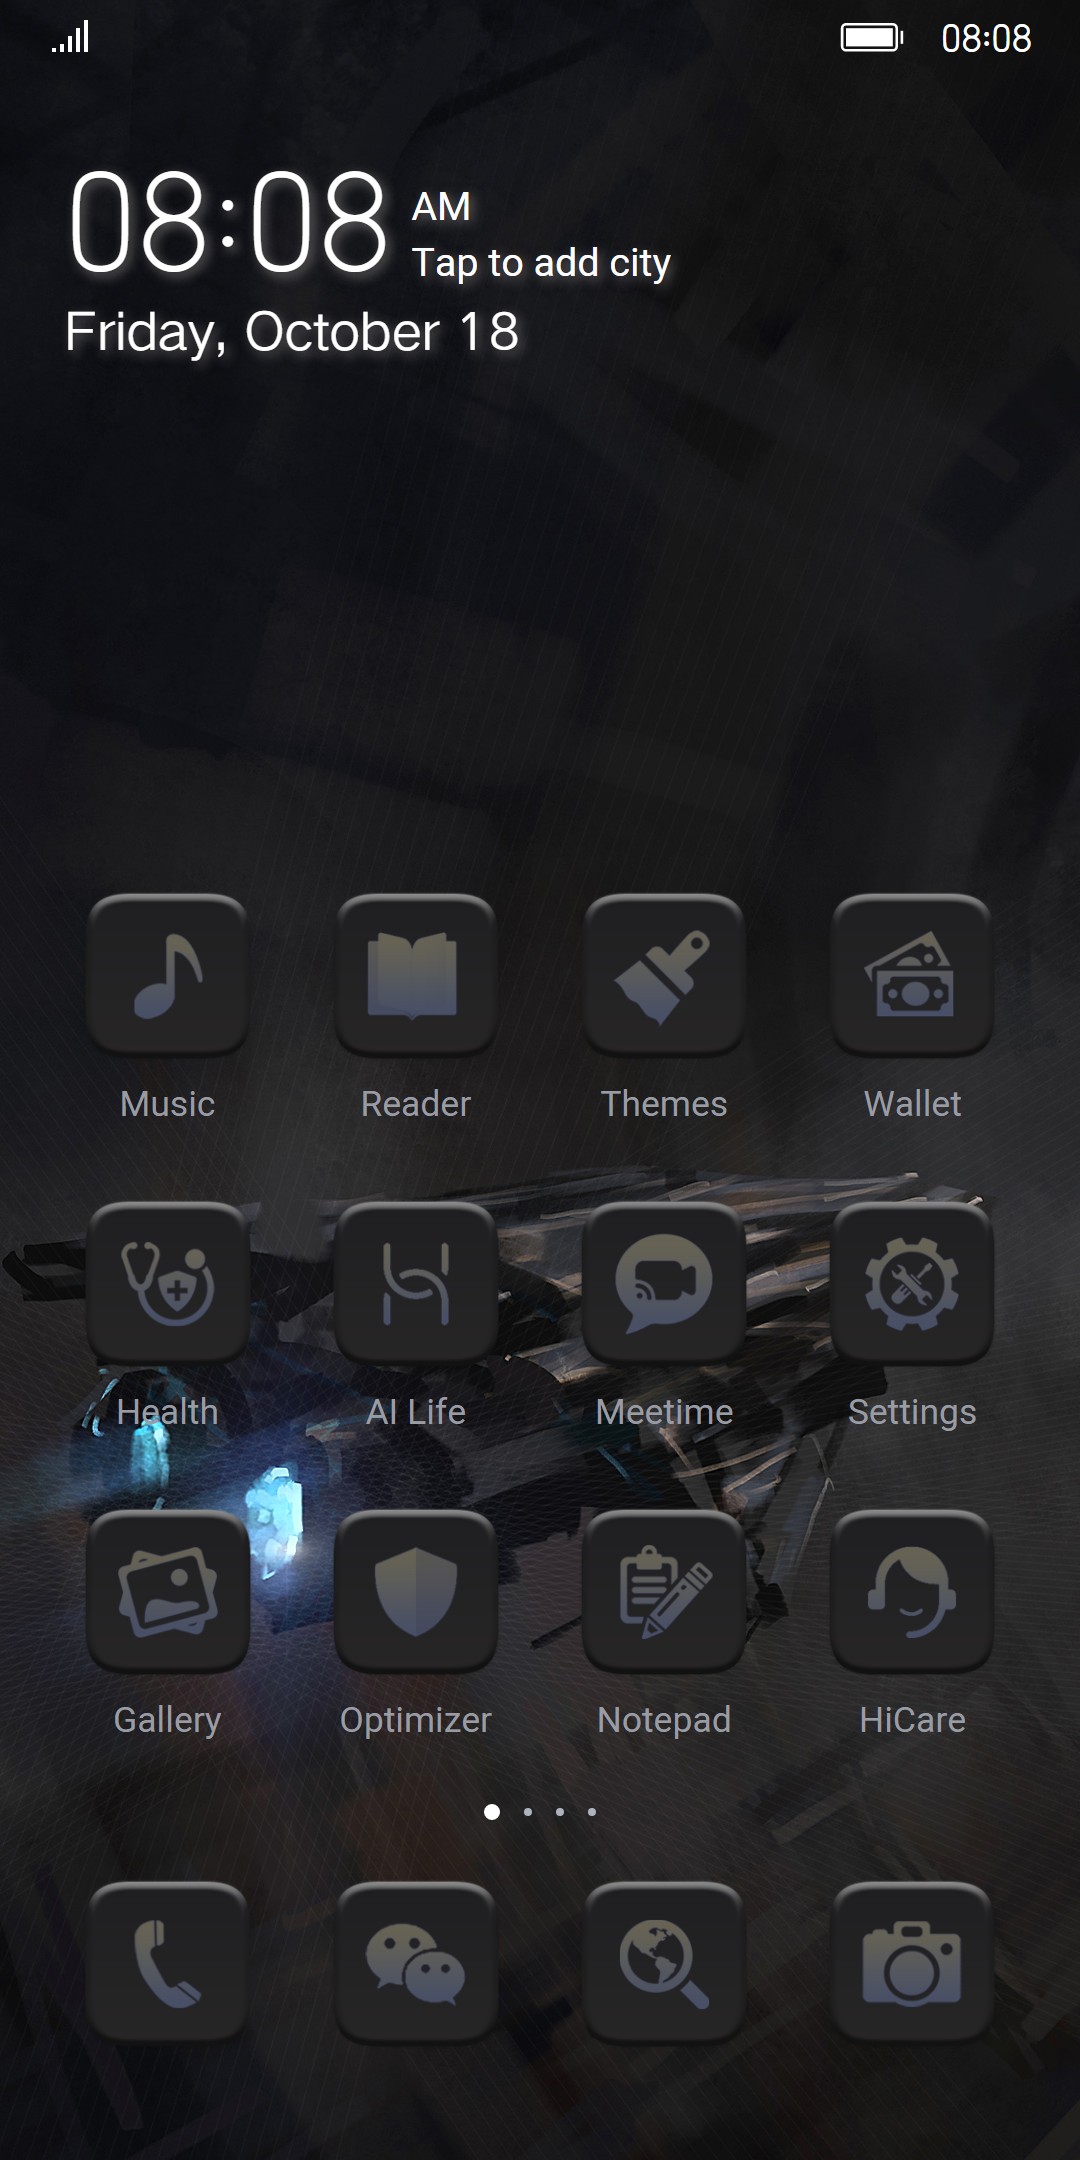 08:08
08:08 AM
Tap to add city
Friday, October 18
Music Reader Themes Wallet
Health AI Life Meetime Settings
Gallery Optimizer Notepad HiCare